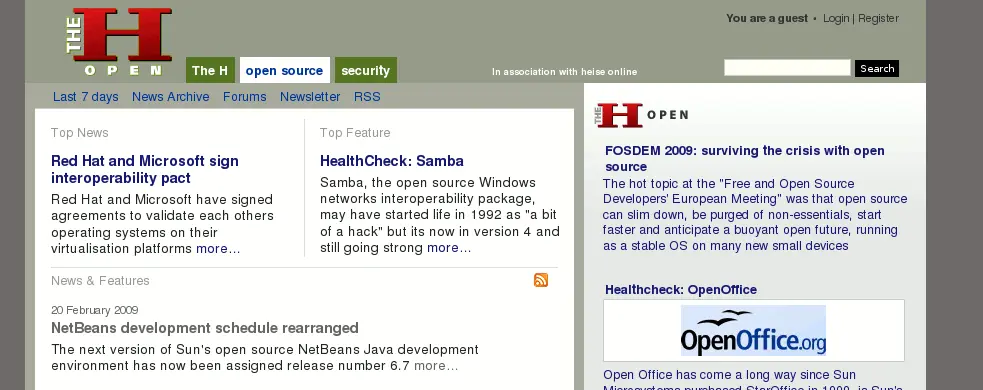 THE H
OPEN
You are a guest • Login | Register
The H open source security
In association with heise online
Search
Last 7 days News Archive Forums Newsletter RSS
Top News
Red Hat and Microsoft sign
interoperability pact
Red Hat and Microsoft have signed
agreements to validate each others
operating systems on their
virtualisation platforms more...
Top Feature
HealthCheck: Samba
Samba, the open source Windows
networks interoperability package,
may have started life in 1992 as "a bit
of a hack" but its now in version 4 and
still going strong more...
News & Features
20 February 2009
NetBeans development schedule rearranged
The next version of Sun's open source NetBeans Java development
environment has now been assigned release number 6.7 more...
THE H OPEN
FOSDEM 2009: surviving the crisis with open
source
The hot topic at the "Free and Open Source
Developers' European Meeting" was that open source
can slim down, be purged of non-essentials, start
faster and anticipate a buoyant open future, running
as a stable OS on many new small devices
Healthcheck: OpenOffice
OpenOffice.org
Open Office has come a long way since Sun
Microsystems purchased StarOffice in 1999, is Sun's